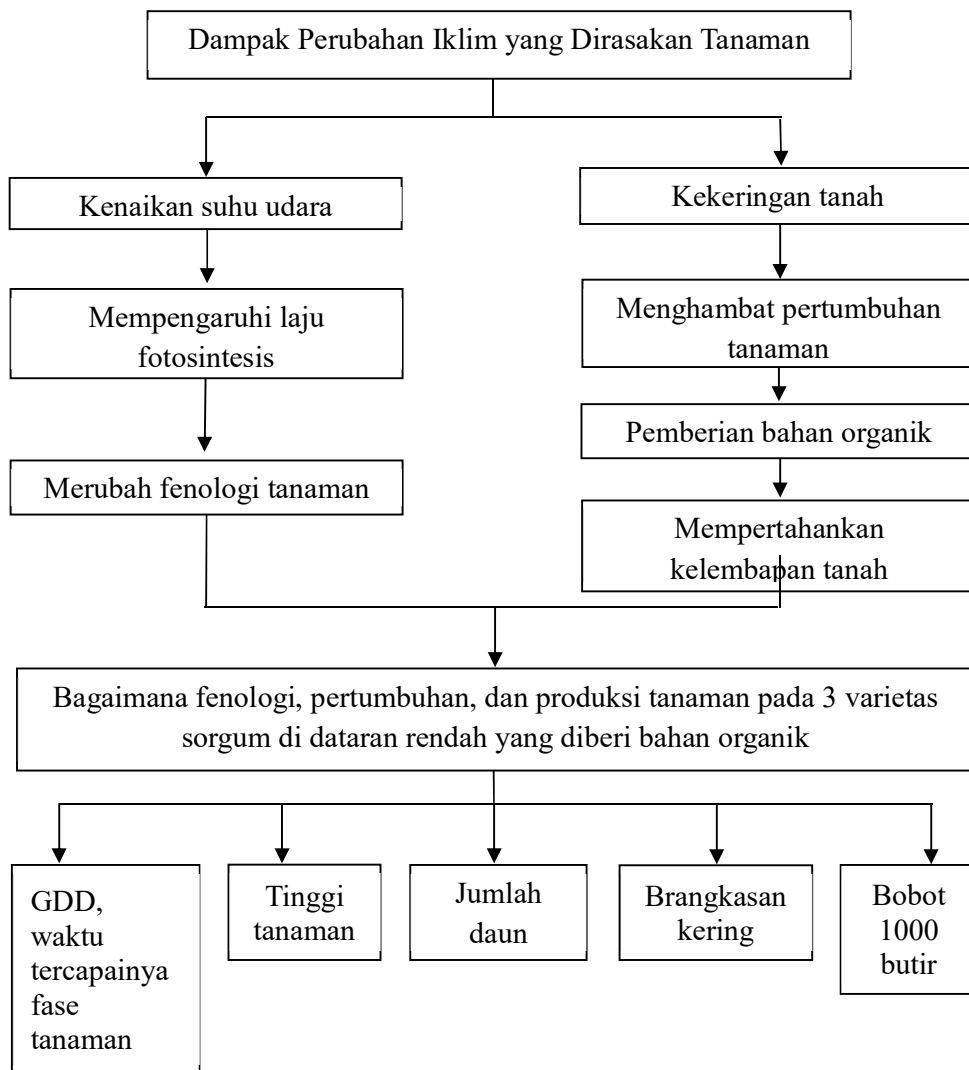 Dampak Perubahan Iklim yang Dirasakan Tanaman
Kenaikan suhu udara
Kekeringan tanah
Mempengaruhi laju
fotosintesis
Menghambat pertumbuhan
tanaman
Pemberian bahan organik
Merubah fenologi tanaman
Mempertahankan
kelembapan tanah
Bagaimana fenologi, pertumbuhan, dan produksi tanaman pada 3 varietas
sorgum di dataran rendah yang diberi bahan organik
GDD,
waktu
tercapainya
fase
tanaman
Tinggi
tanaman
Jumlah
daun
Brangkasan
kering
Bobot
1000
butir